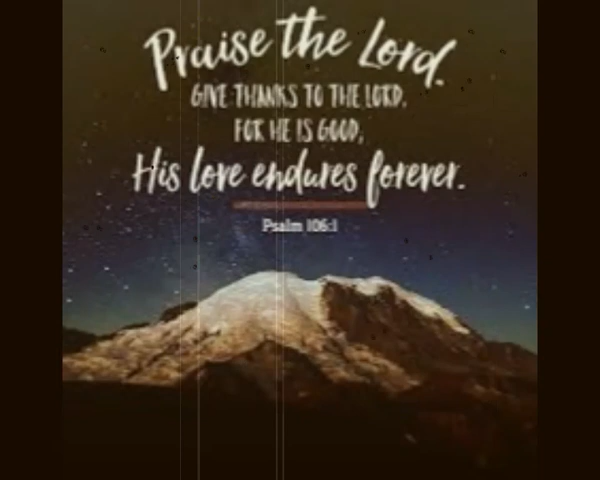 Praise the Lord.
GIVE THANKS TO THE LORD,
FOR HE IS GOOD,
His love endures forever.
Psalm 106:1